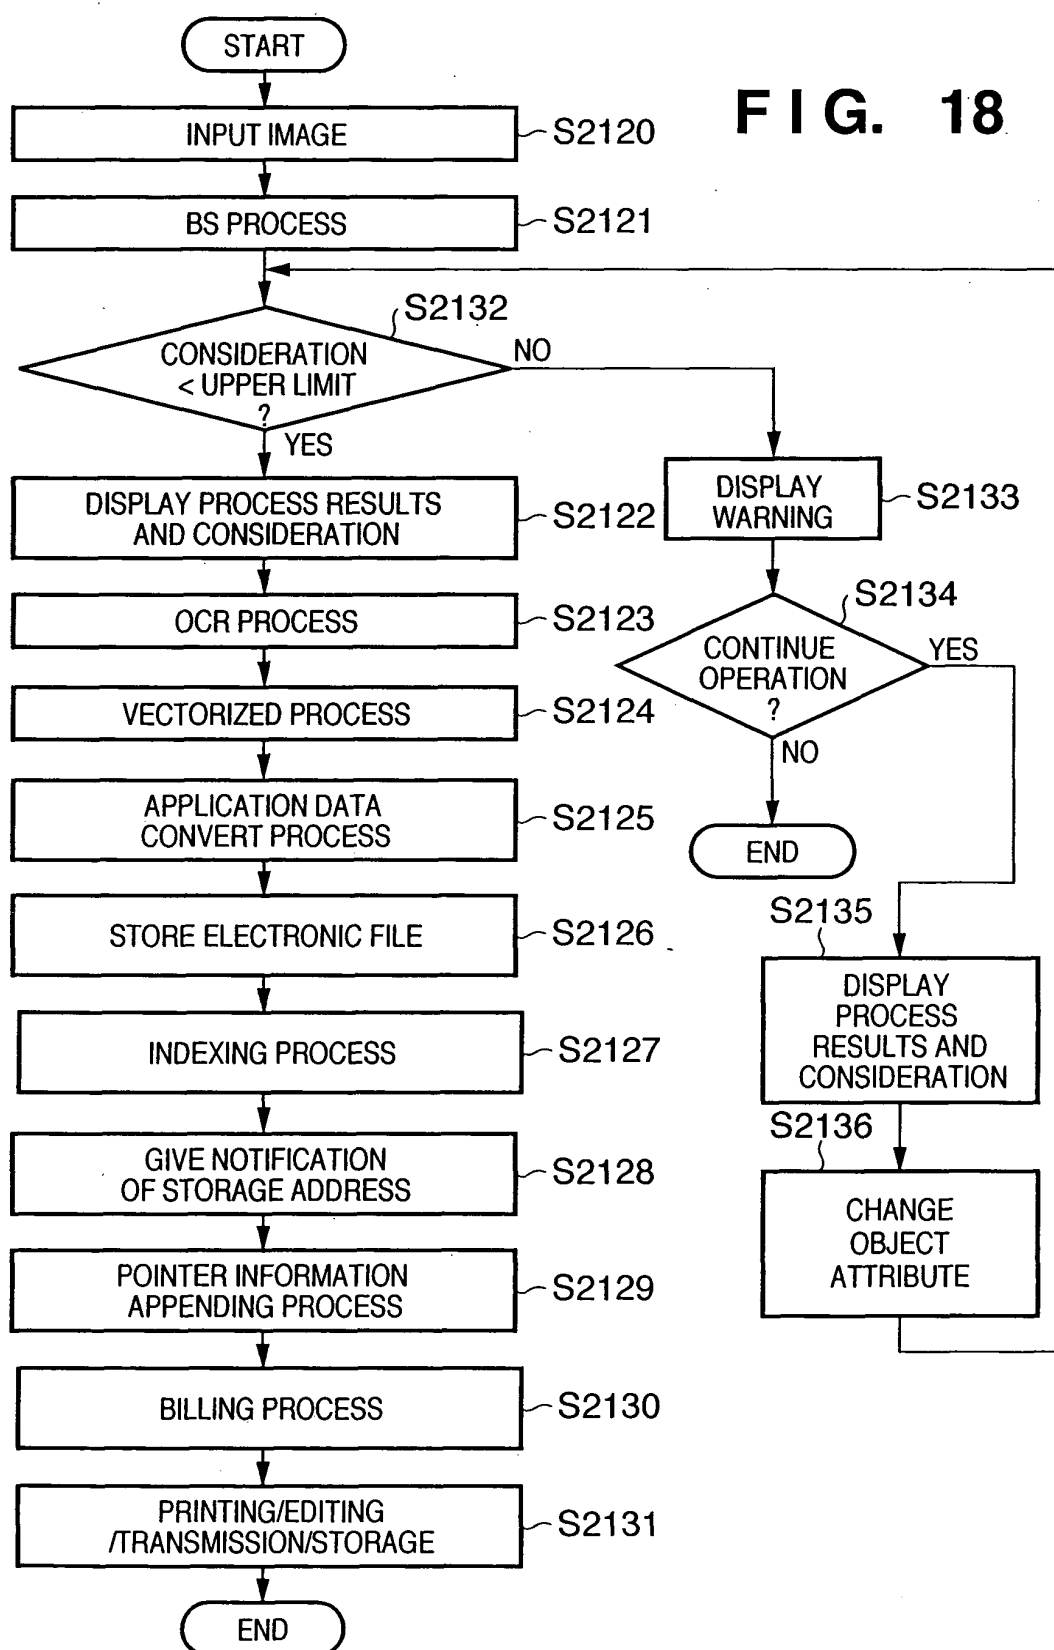 START
FIG. 18
INPUT IMAGE
S2120
BS PROCESS
S2121
S2132
CONSIDERATION
< UPPER LIMIT
?
NO
YES
DISPLAY PROCESS RESULTS
AND CONSIDERATION
S2122
DISPLAY
WARNING
S2133
OCR PROCESS
S2123
S2134
CONTINUE
OPERATION
?
YES
NO
END
VECTORIZED PROCESS
S2124
APPLICATION DATA
CONVERT PROCESS
S2125
STORE ELECTRONIC FILE
S2126
S2135
DISPLAY
PROCESS
RESULTS AND
CONSIDERATION
INDEXING PROCESS
S2127
S2136
CHANGE
OBJECT
ATTRIBUTE
GIVE NOTIFICATION
OF STORAGE ADDRESS
S2128
POINTER INFORMATION
APPENDING PROCESS
S2129
BILLING PROCESS
S2130
PRINTING/EDITING
/TRANSMISSION/STORAGE
S2131
END